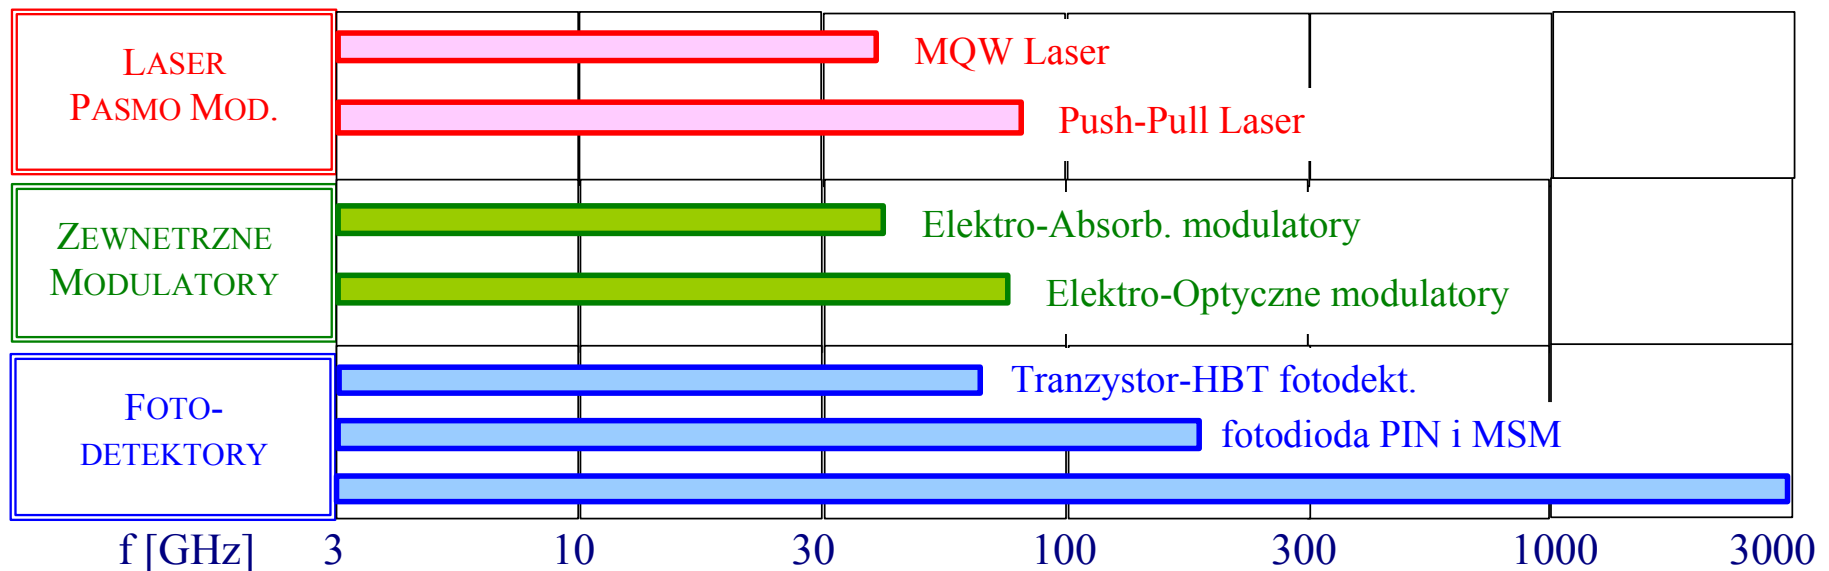 LASER
PASMO MOD.
MQW Laser
Push-Pull Laser
ZEWNETRZNE
MODULATORY
Elektro-Absorb. modulatory
Elektro-Optyczne modulatory
FOTO-
DETEKTORY
Tranzystor-HBT fotodekt.
fotodioda PIN i MSM
f [GHz] 3 10 30 100 300 1000 3000